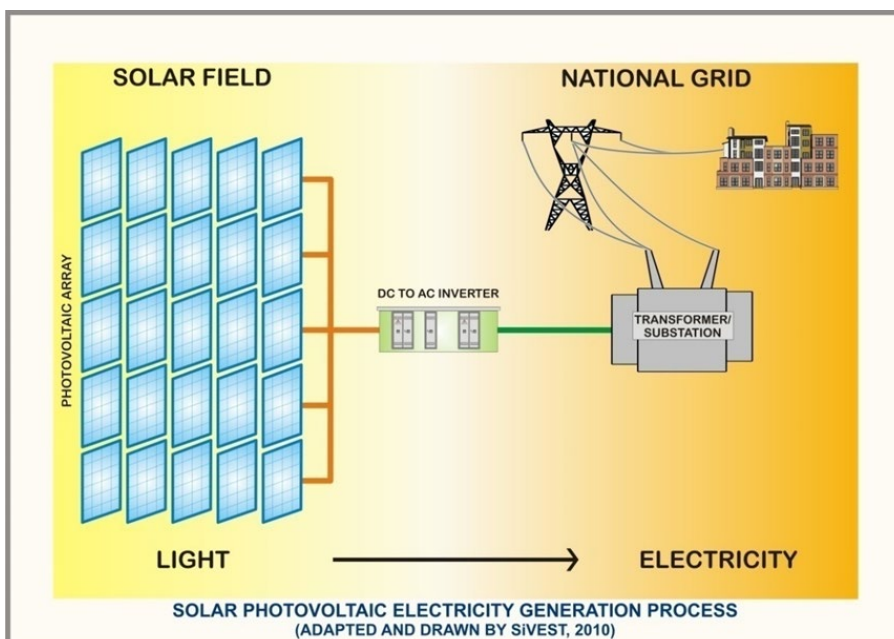 SOLAR FIELD
NATIONAL GRID
PHOTOVOLTAIC ARRAY
DC TO AC INVERTER
TRANSFORMER/
SUBSTATION
LIGHT
ELECTRICITY
SOLAR PHOTOVOLTAIC ELECTRICITY GENERATION PROCESS
(ADAPTED AND DRAWN BY SiVEST, 2010)